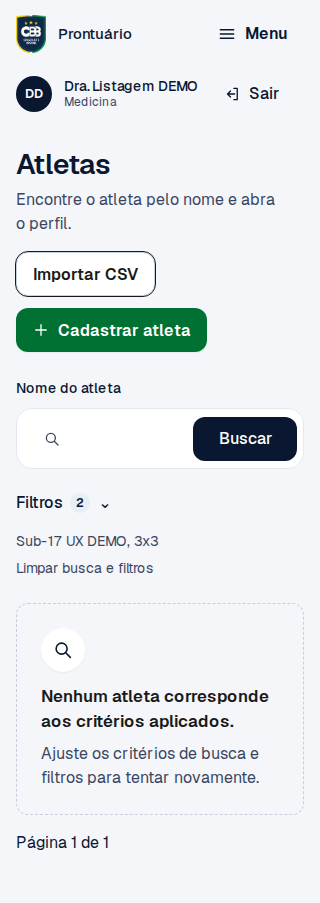 CBB
Prontuário
Menu
DD
Dra. Listagem DEMO
Medicina
Sair
Atletas
Encontre o atleta pelo nome e abra
o perfil.
Importar CSV
Cadastrar atleta
Nome do atleta
Buscar
Filtros 2
Sub-17 UX DEMO, 3x3
Limpar busca e filtros
Nenhum atleta corresponde
aos critérios aplicados.
Ajuste os critérios de busca e
filtros para tentar novamente.
Página 1 de 1